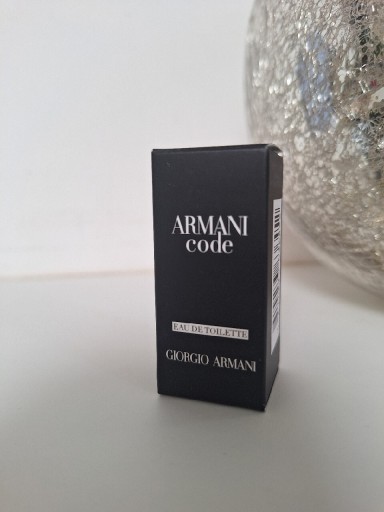 ARMANI
code
EAU DE TOILETTE
GIORGIO ARMANI